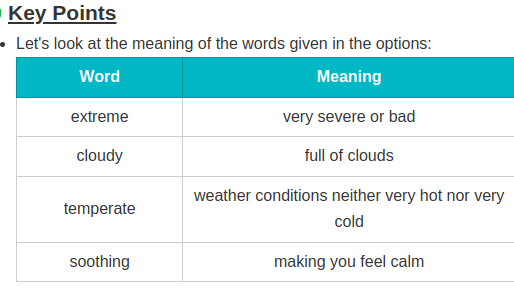 Key Points
Let's look at the meaning of the words given in the options:
Word Meaning
extreme very severe or bad
cloudy full of clouds
temperate weather conditions neither very hot nor very
cold
soothing making you feel calm